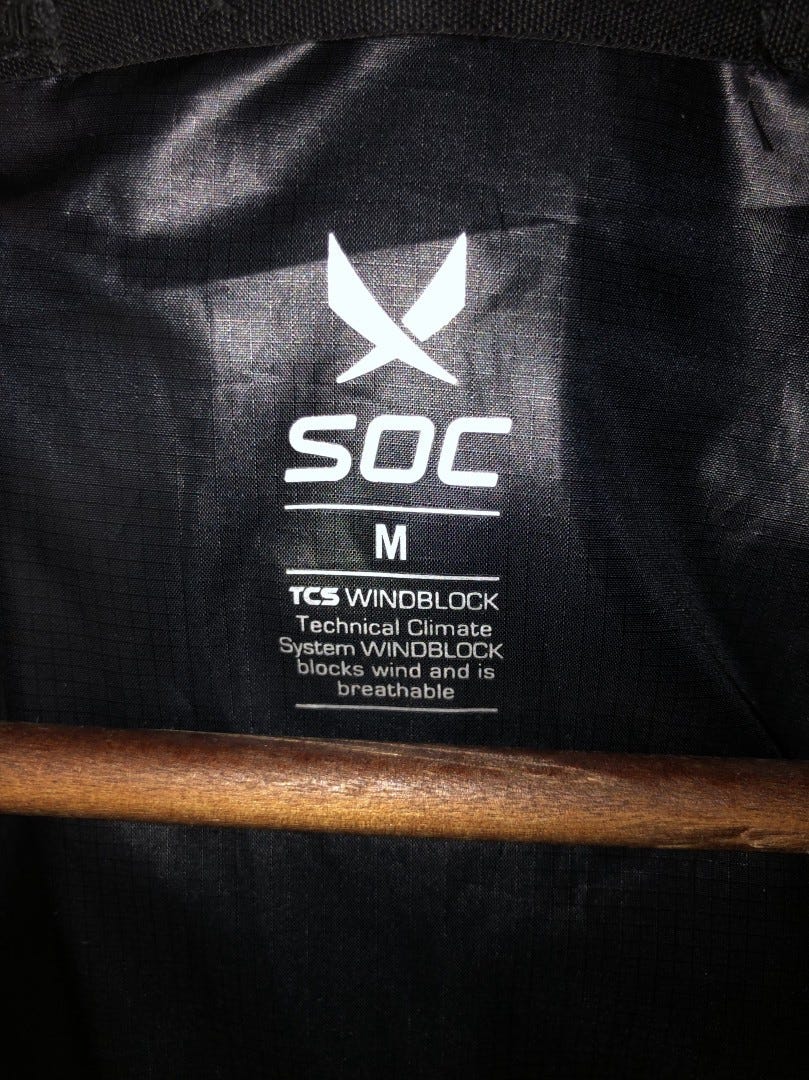 SOC
M
TCS WINDBLOCK
Technical Climate
System WINDBLOCK
blocks wind and is
breathable